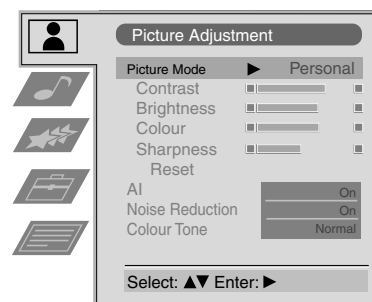 Picture Adjustment
Picture Mode ▶ Personal
Contrast
Brightness
Colour
Sharpness
Reset
AI On
Noise Reduction On
Colour Tone Normal
Select: ▲▼ Enter: ▶